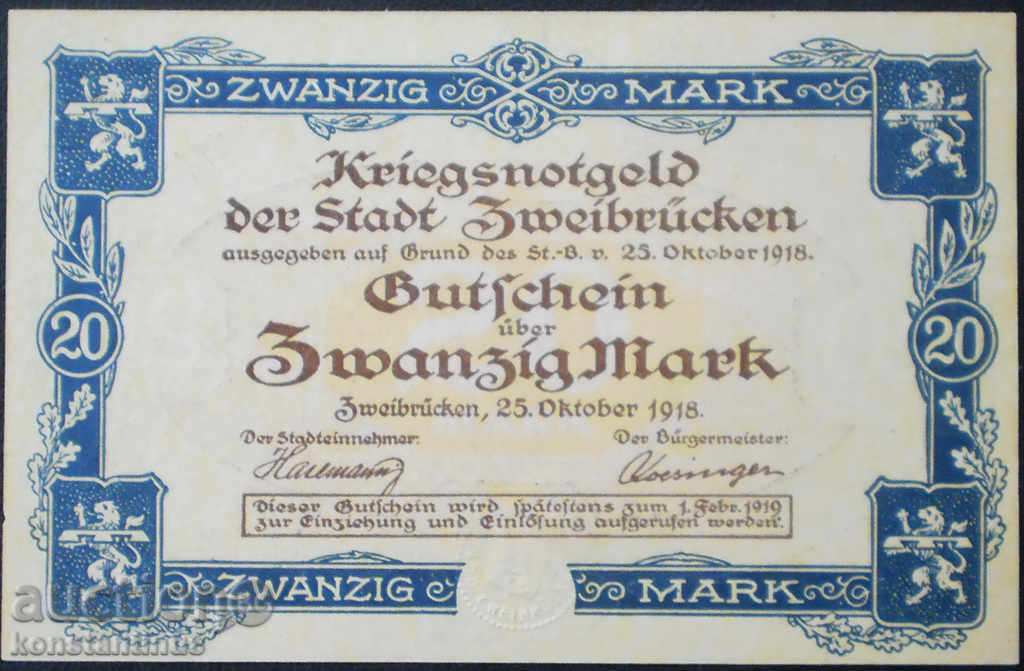 ZWANZIG MARK
Kriegsnotgeld
der Stadt Zweibrücken
ausgegeben auf Grund des St.-B. v. 25. Oktober 1918.
Gutschein
über
20 Zwanzig Mark 20
Zweibrücken, 25. Oktober 1918.
Der Stadteinnehmer: Der Bürgermeister:
Dieser Gutschein wird spätestens zum 1. Febr. 1919
zur Einziehung und Einlösung aufgerufen werden.
ZWANZIG MARK
konstantinus